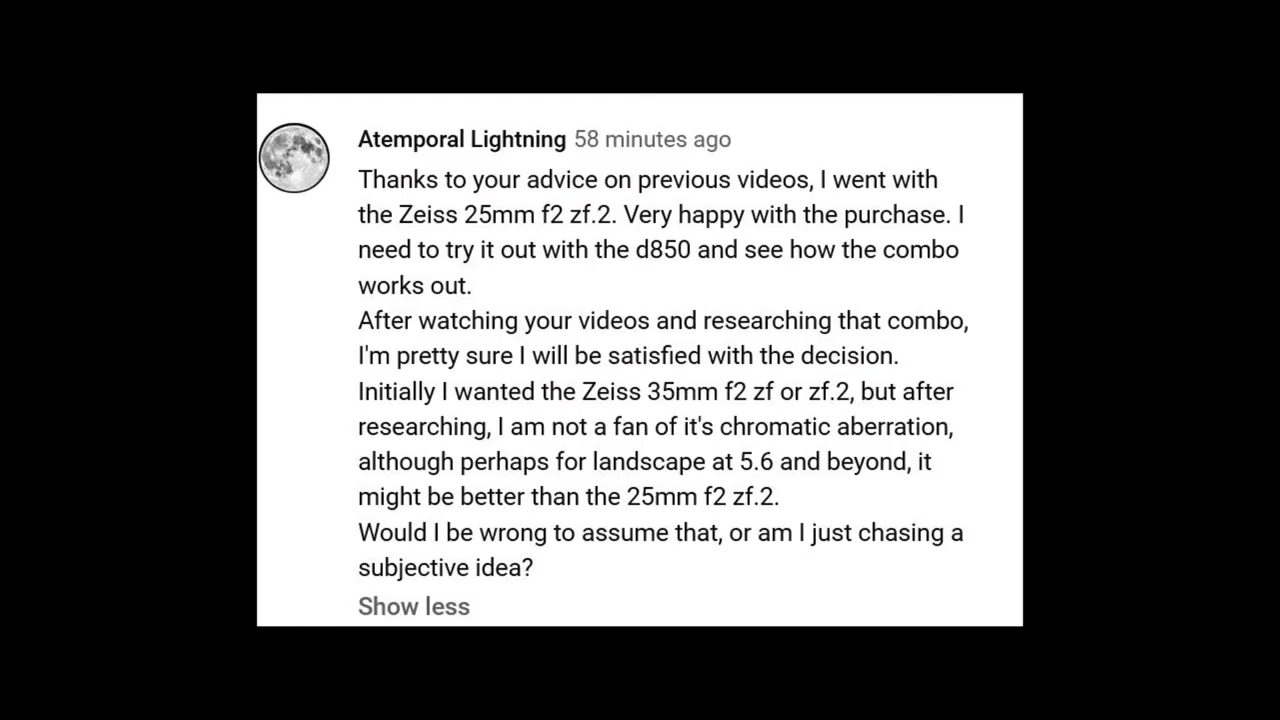 Atemporal Lightning 58 minutes ago
Thanks to your advice on previous videos, I went with
the Zeiss 25mm f2 zf.2. Very happy with the purchase. I
need to try it out with the d850 and see how the combo
works out.
After watching your videos and researching that combo,
I'm pretty sure I will be satisfied with the decision.
Initially I wanted the Zeiss 35mm f2 zf or zf.2, but after
researching, I am not a fan of it's chromatic aberration,
although perhaps for landscape at 5.6 and beyond, it
might be better than the 25mm f2 zf.2.
Would I be wrong to assume that, or am I just chasing a
subjective idea?
Show less